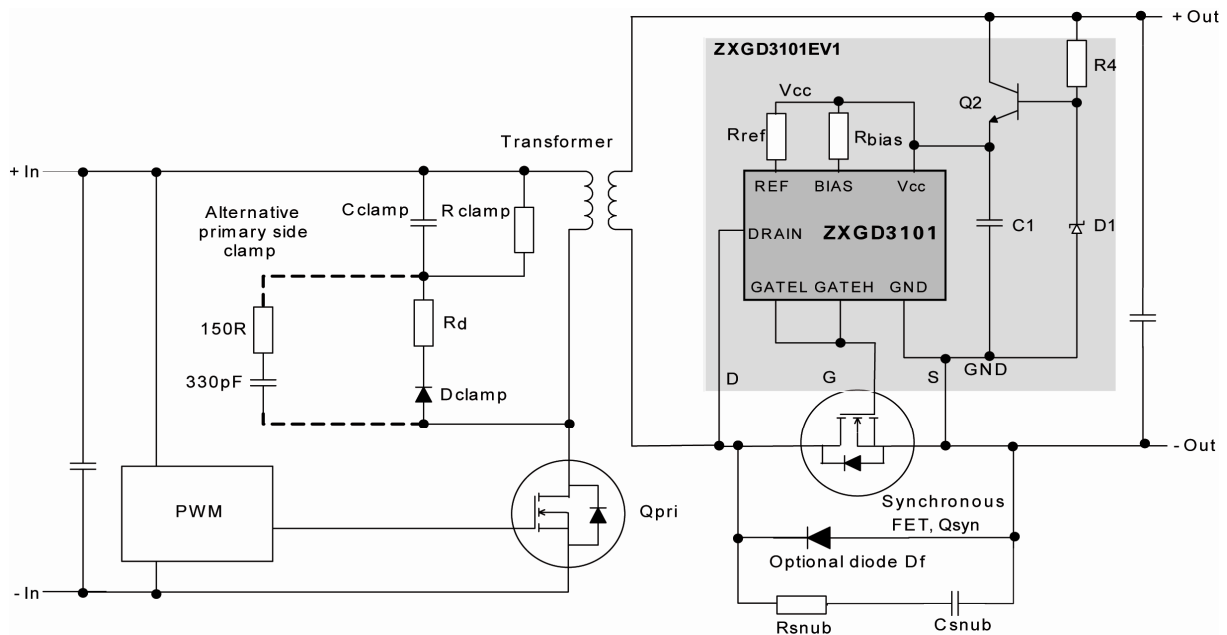 + Out
ZXGD3101EV1
R4
Vcc
Q2
Rref
Rbias
Transformer
+ In
REF BIAS Vcc
Cclamp
Rclamp
Alternative
primary side
clamp
DRAIN ZXGD3101
C1
D1
GATEL GATEH GND
Rd
150R
330pF
Dclamp
D G S GND
- Out
PWM
Qpri
Synchronous
FET, Qsyn
Optional diode Df
- In
Rsnub
Csnub